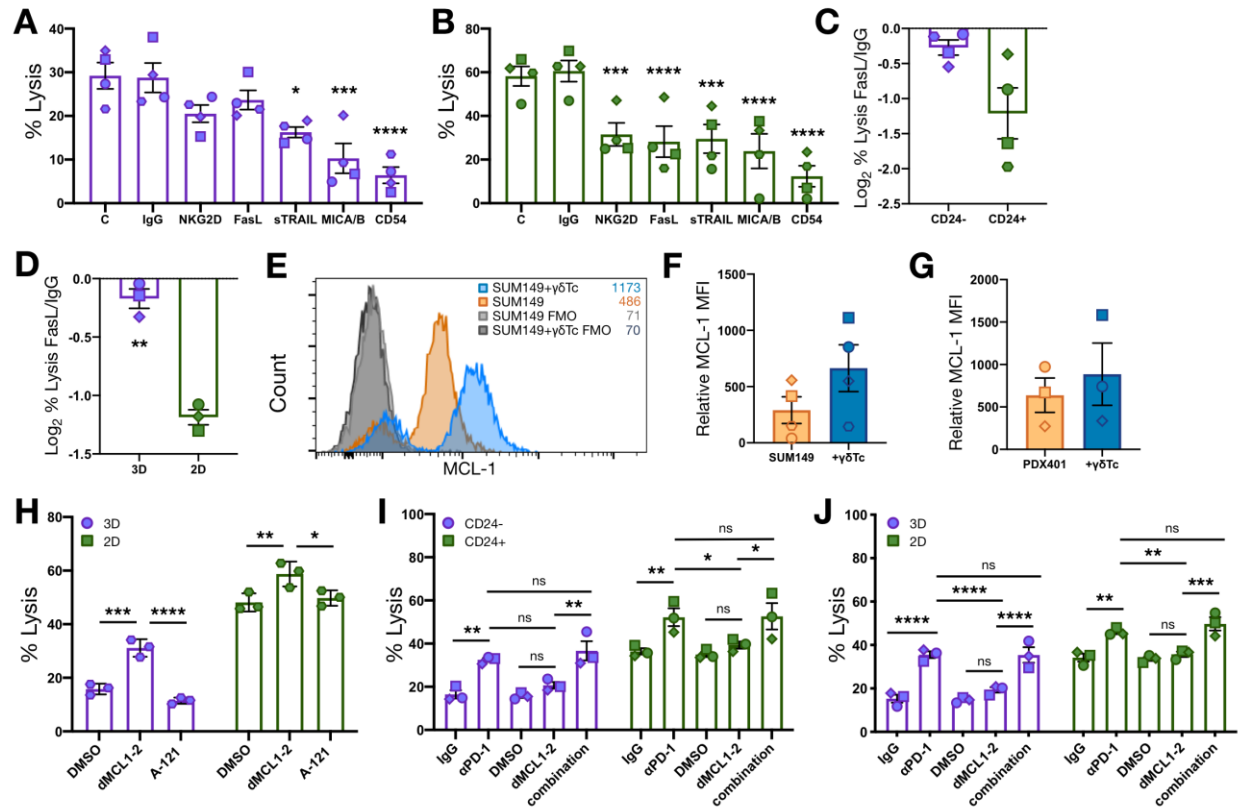 A
% Lysis
40
30
20
10
0
*
***
****
C IgG NKG2D FasL sTRAIL MICA/B CD54
B
% Lysis
80
60
40
20
0
***
****
***
****
****
C IgG NKG2D FasL sTRAIL MICA/B CD54
C
Log2 % Lysis FasL/IgG
0.0
-0.5
-1.0
-1.5
-2.0
-2.5
CD24- CD24+
D
Log2 % Lysis FasL/IgG
0.0
-0.5
-1.0
-1.5
**
3D 2D
E
Count
SUM149+γδTc 1173
SUM149 486
SUM149 FMO 71
SUM149+γδTc FMO 70
MCL-1
F
Relative MCL-1 MFI
1500
1000
500
0
SUM149 +γδTc
G
Relative MCL-1 MFI
2000
1500
1000
500
0
PDX401 +γδTc
H
% Lysis
80
60
40
20
0
3D
2D
***
****
**
*
DMSO dMCL1-2 A-121 DMSO dMCL1-2 A-121
I
% Lysis
100
80
60
40
20
0
CD24-
CD24+
ns
ns
**
**
ns
ns
*
*
**
ns
IgG αPD-1 DMSO dMCL1-2 combination IgG αPD-1 DMSO dMCL1-2 combination
J
% Lysis
100
80
60
40
20
0
3D
2D
ns
****
****
****
ns
ns
**
***
**
ns
IgG αPD-1 DMSO dMCL1-2 combination IgG αPD-1 DMSO dMCL1-2 combination